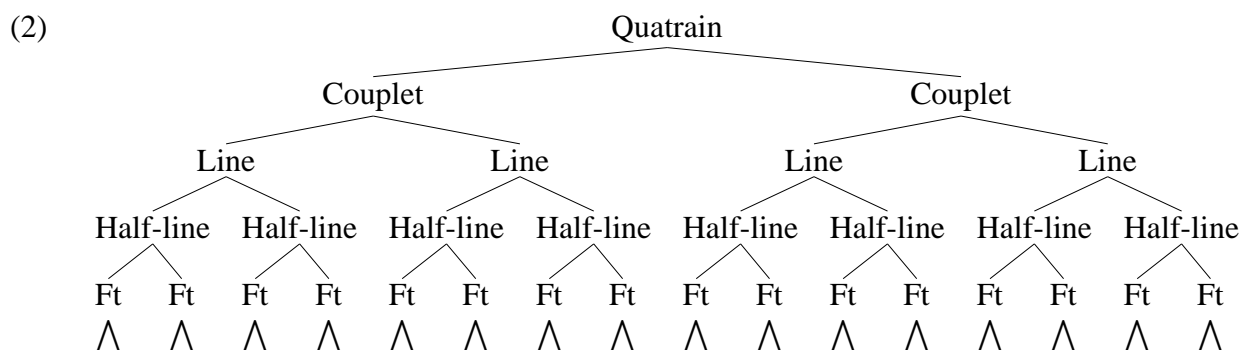 (2) Quatrain
Couplet Couplet
Line Line Line Line
Half-line Half-line Half-line Half-line Half-line Half-line Half-line Half-line
Ft Ft Ft Ft Ft Ft Ft Ft Ft Ft Ft Ft Ft Ft Ft Ft